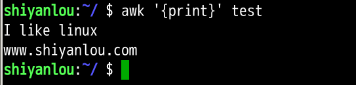 shiyanlou:~/ $ awk '{print}' test
I like linux
www.shiyanlou.com
shiyanlou:~/ $